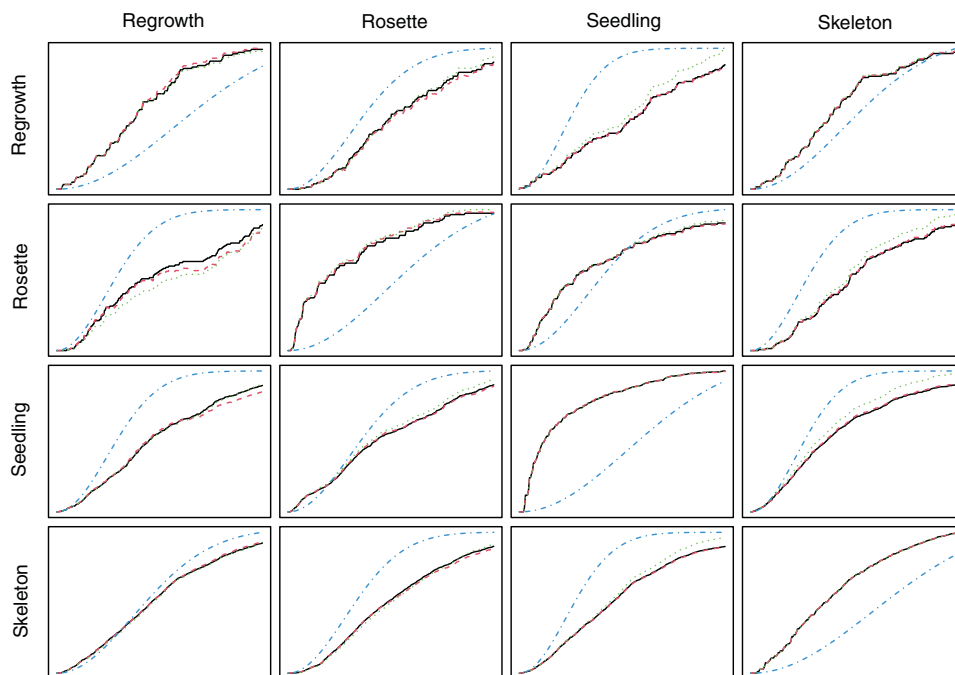 Regrowth Rosette Seedling Skeleton
Regrowth
Rosette
Seedling
Skeleton